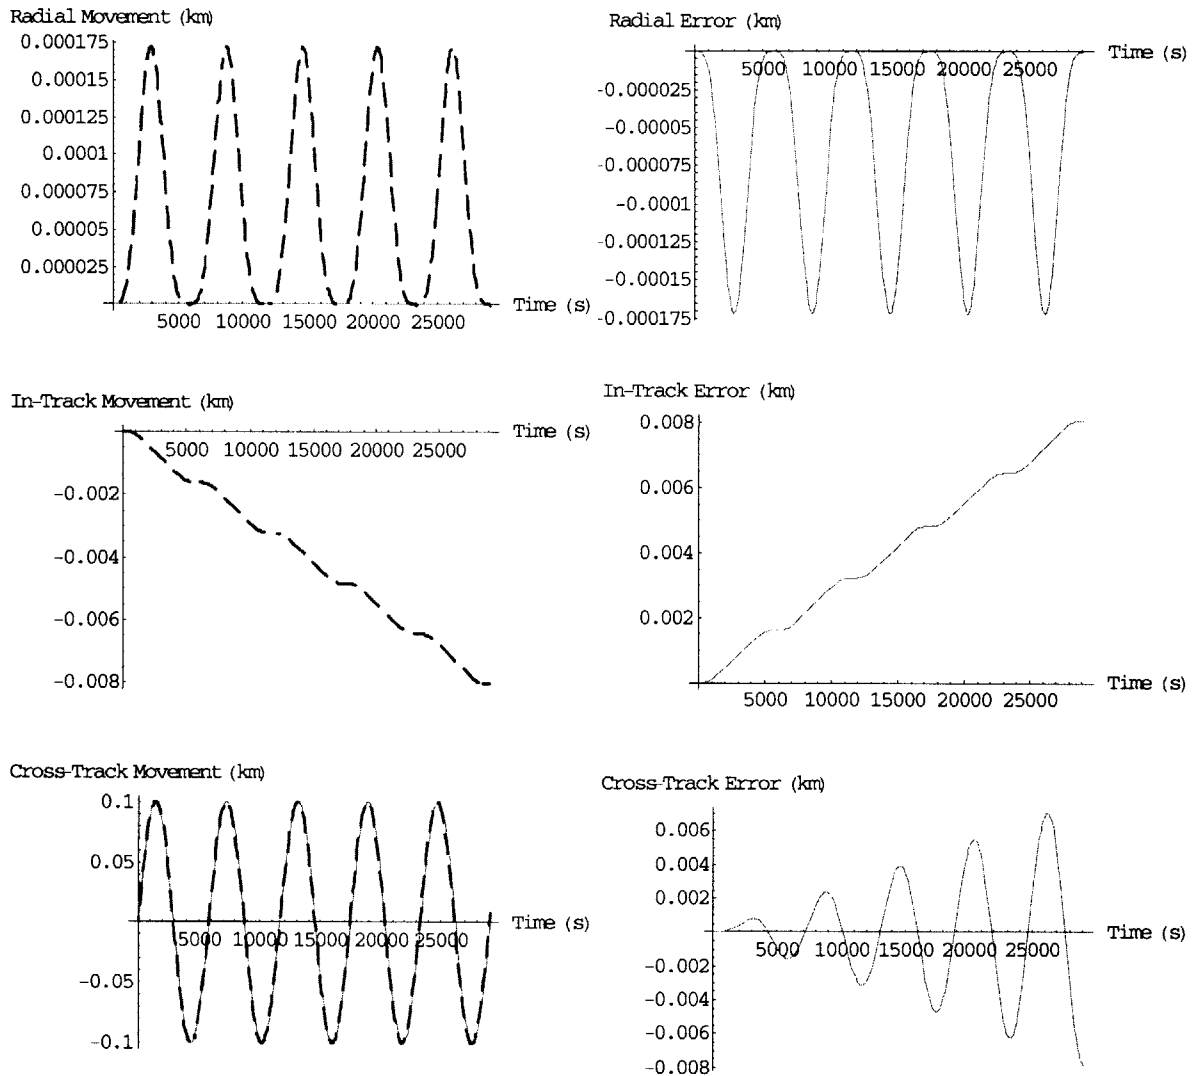 Radial Movement (km)
0.000175
0.00015
0.000125
0.0001
0.000075
0.00005
0.000025
Time (s)
5000 10000 15000 20000 25000
Radial Error (km)
Time (s)
5000 10000 15000 20000 25000
-0.000025
-0.00005
-0.000075
-0.0001
-0.000125
-0.00015
-0.000175
In-Track Movement (km)
Time (s)
5000 10000 15000 20000 25000
-0.002
-0.004
-0.006
-0.008
In-Track Error (km)
0.008
0.006
0.004
0.002
Time (s)
5000 10000 15000 20000 25000
Cross-Track Movement (km)
0.1
0.05
Time (s)
5000 10000 15000 20000 25000
-0.05
-0.1
Cross-Track Error (km)
0.006
0.004
0.002
Time (s)
5000 10000 15000 20000 25000
-0.002
-0.004
-0.006
-0.008